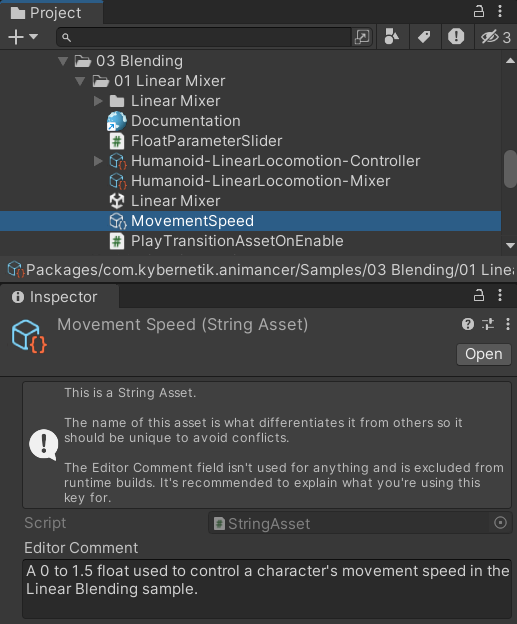 Project
3
03 Blending
01 Linear Mixer
Linear Mixer
Documentation
FloatParameterSlider
Humanoid-LinearLocomotion-Controller
Humanoid-LinearLocomotion-Mixer
Linear Mixer
MovementSpeed
PlayTransitionAssetOnEnable
Packages/com.kybernetik.animancer/Samples/03 Blending/01 Line
Inspector
Movement Speed (String Asset)
Open
This is a String Asset.
The name of this asset is what differentiates it from others so it
should be unique to avoid conflicts.
The Editor Comment field isn't used for anything and is excluded from
runtime builds. It's recommended to explain what you're using this
key for.
Script
StringAsset
Editor Comment
A 0 to 1.5 float used to control a character's movement speed in the
Linear Blending sample.